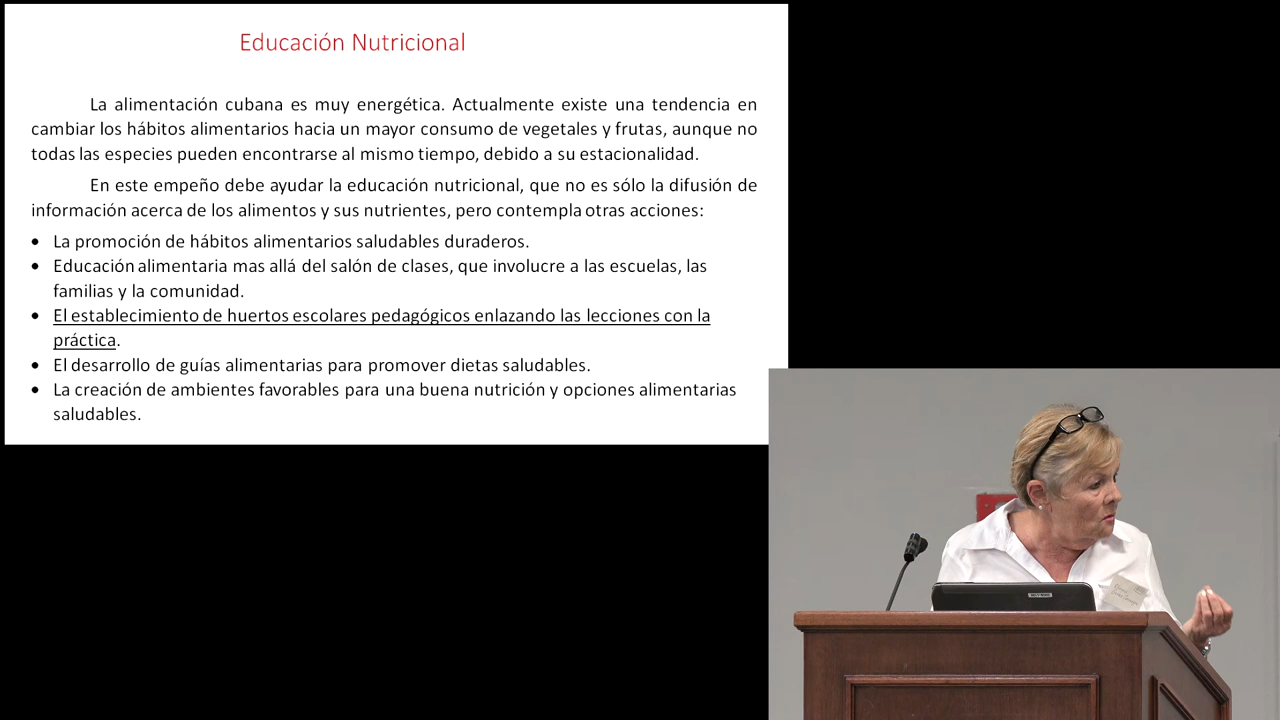 Educación Nutricional
La alimentación cubana es muy energética. Actualmente existe una tendencia en
cambiar los hábitos alimentarios hacia un mayor consumo de vegetales y frutas, aunque no
todas las especies pueden encontrarse al mismo tiempo, debido a su estacionalidad.
En este empeño debe ayudar la educación nutricional, que no es sólo la difusión de
información acerca de los alimentos y sus nutrientes, pero contempla otras acciones:
• La promoción de hábitos alimentarios saludables duraderos.
• Educación alimentaria mas allá del salón de clases, que involucre a las escuelas, las
familias y la comunidad.
• El establecimiento de huertos escolares pedagógicos enlazando las lecciones con la
práctica.
• El desarrollo de guías alimentarias para promover dietas saludables.
• La creación de ambientes favorables para una buena nutrición y opciones alimentarias
saludables.